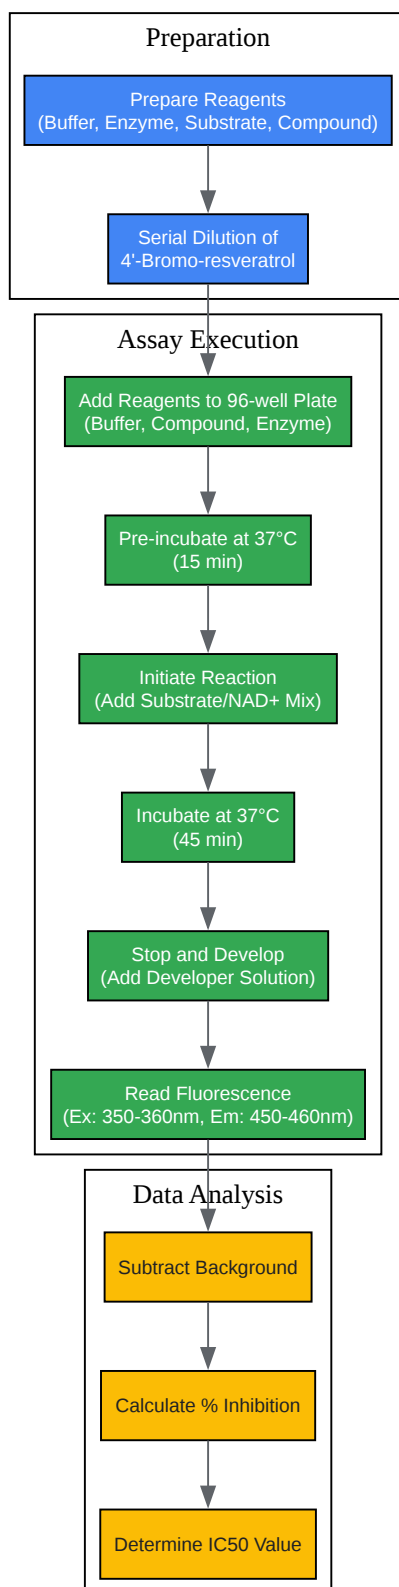 Preparation
Prepare Reagents
(Buffer, Enzyme, Substrate, Compound)
Serial Dilution of
4'-Bromo-resveratrol
Assay Execution
Add Reagents to 96-well Plate
(Buffer, Compound, Enzyme)
Pre-incubate at 37°C
(15 min)
Initiate Reaction
(Add Substrate/NAD+ Mix)
Incubate at 37°C
(45 min)
Stop and Develop
(Add Developer Solution)
Read Fluorescence
(Ex: 350-360nm, Em: 450-460nm)
Data Analysis
Subtract Background
Calculate % Inhibition
Determine IC50 Value